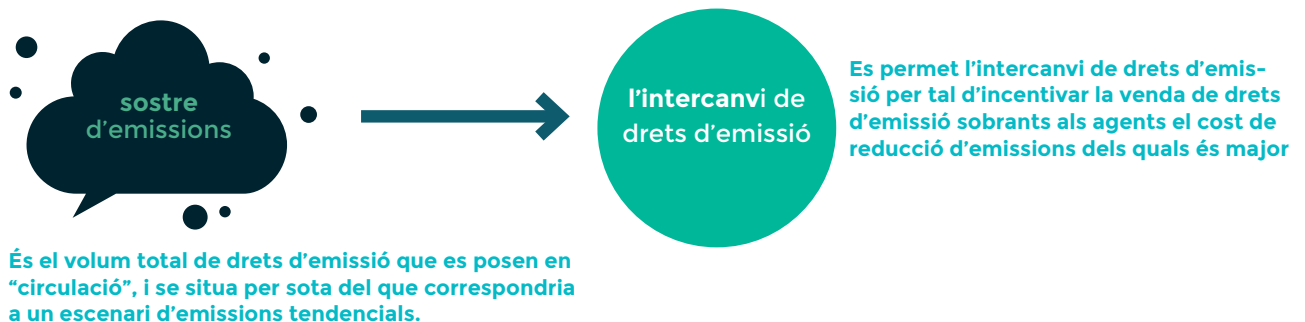 sostre
d'emissions
És el volum total de drets d'emissió que es posen en
“circulació”, i se situa per sota del que correspondria
a un escenari d'emissions tendencials.
l'intercanvi de
drets d'emissió
Es permet l'intercanvi de drets d'emis-
sió per tal d'incentivar la venda de drets
d'emissió sobrants als agents el cost de
reducció d'emissions dels quals és major